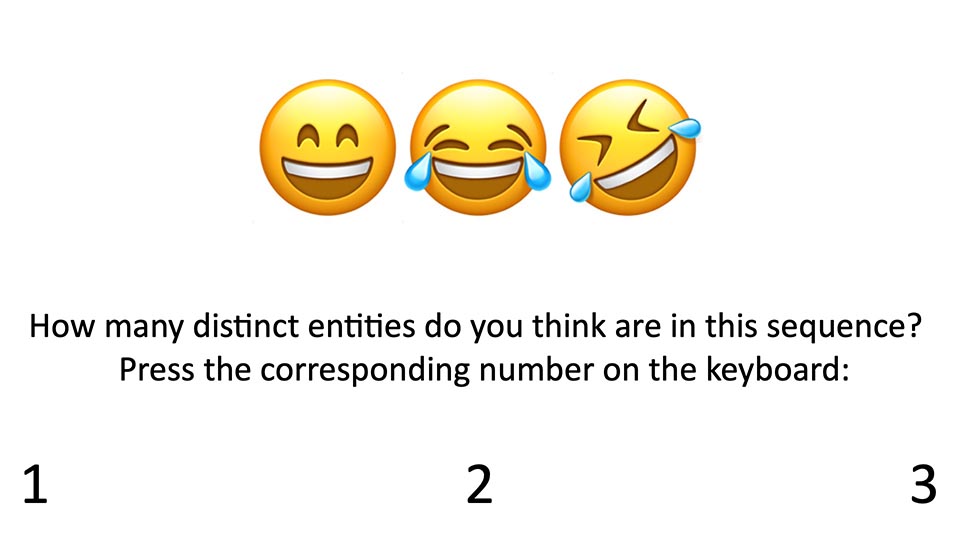 How many distinct entities do you think are in this sequence?
Press the corresponding number on the keyboard:
1 2 3